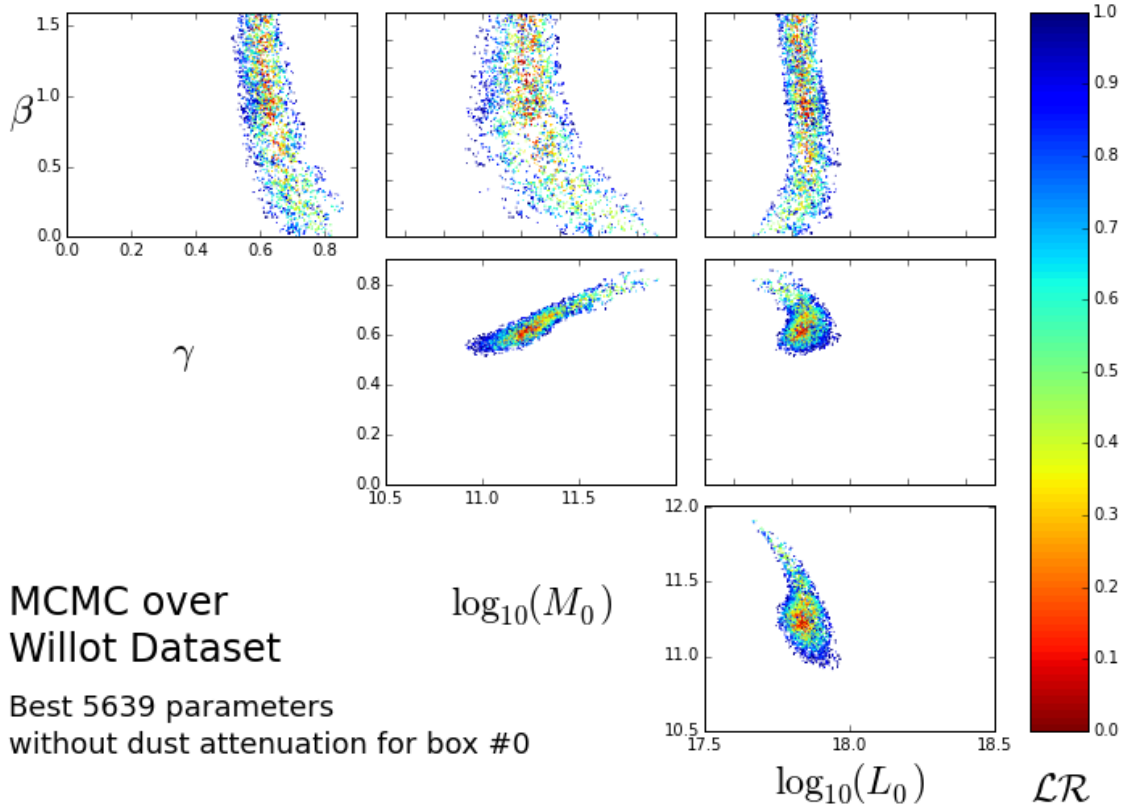 1.5
1.0
β
0.5
0.0
0.0 0.2 0.4 0.6 0.8
0.8
0.6
γ
0.4
0.2
0.0
10.5 11.0 11.5
12.0
11.5
11.0
10.5
17.5 18.0 18.5
log₁₀(M₀)
log₁₀(L₀)
MCMC over
Willot Dataset
Best 5639 parameters
without dust attenuation for box #0
1.0
0.9
0.8
0.7
0.6
0.5
0.4
0.3
0.2
0.1
0.0
ℒℛ